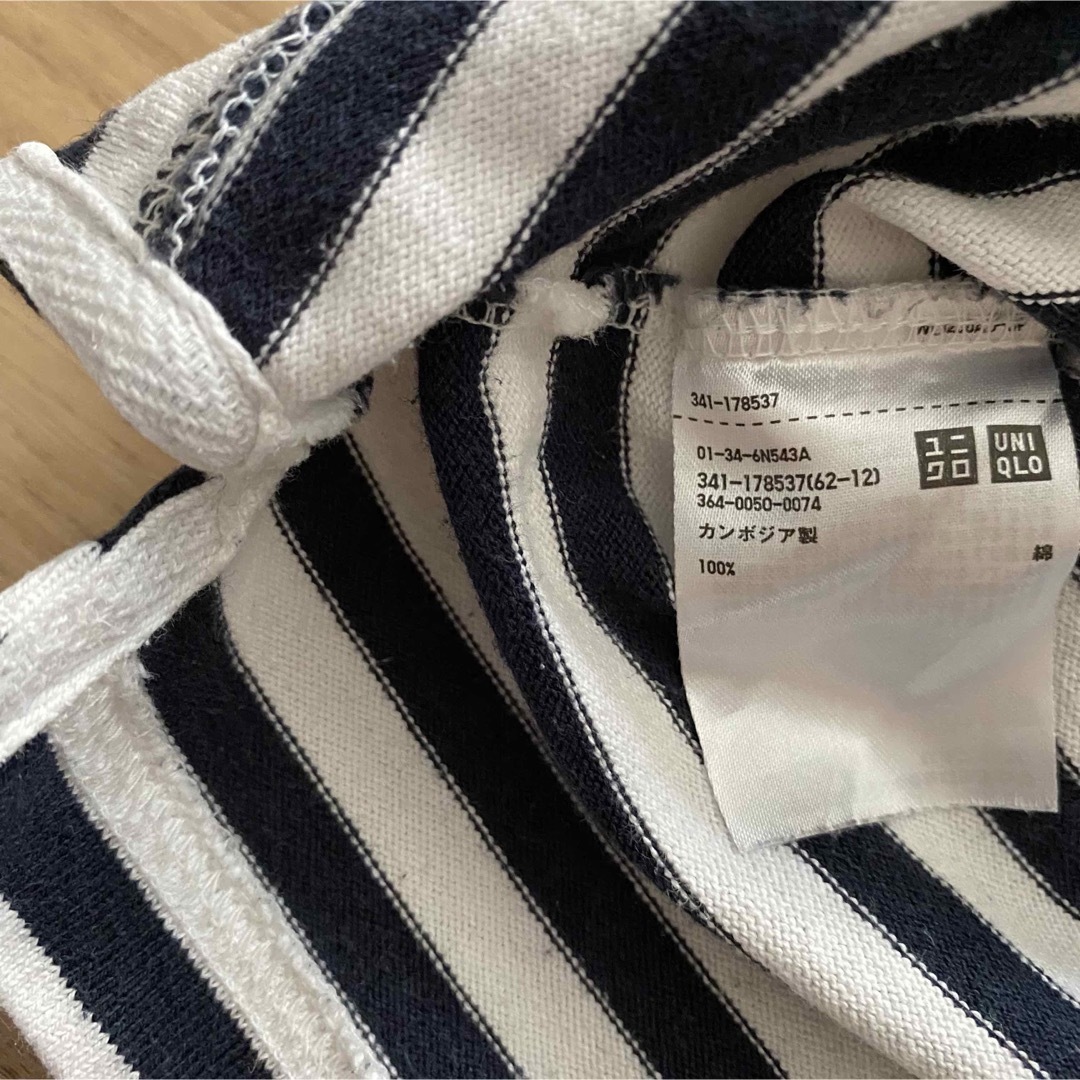 341-178537
01-34-6N543A
341-178537(62-12)
364-0050-0074
カンボジア製
100% 綿
ユニ
クロ
UNI
QLO